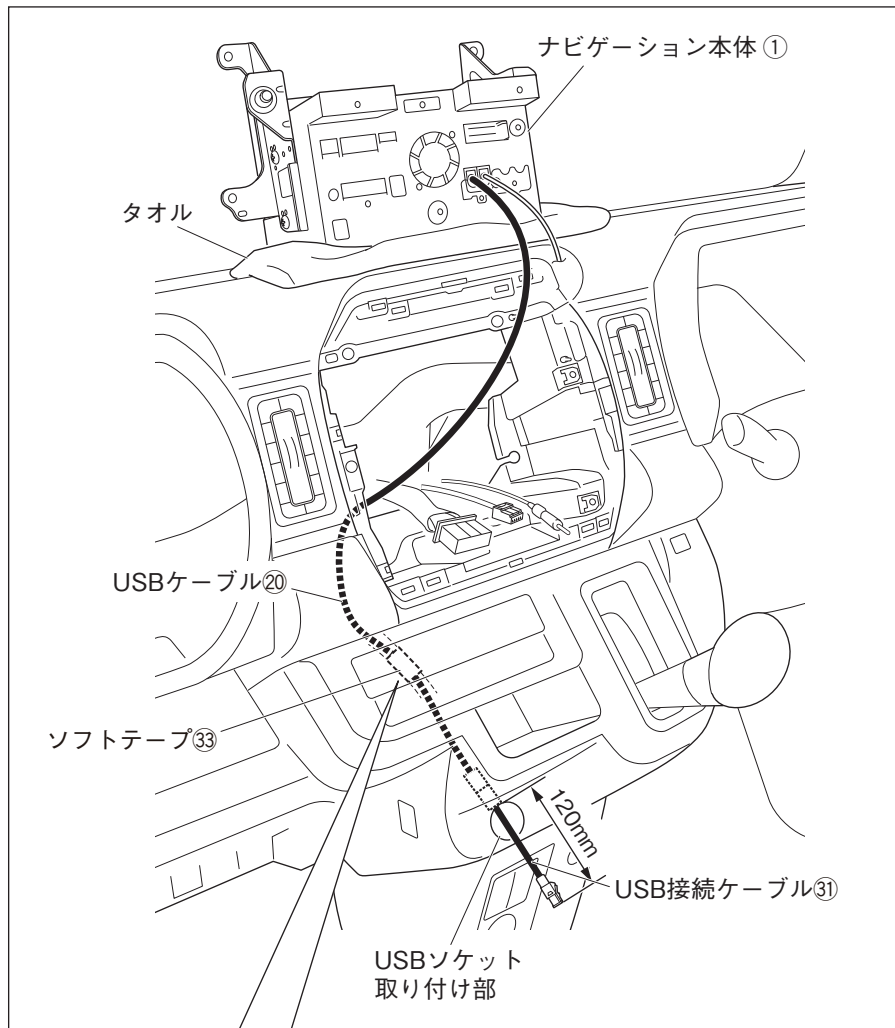 ナビゲーション本体①
タオル
USBケーブル⑳
ソフトテープ㉝
120mm
USB接続ケーブル㉛
USBソケット
取り付け部